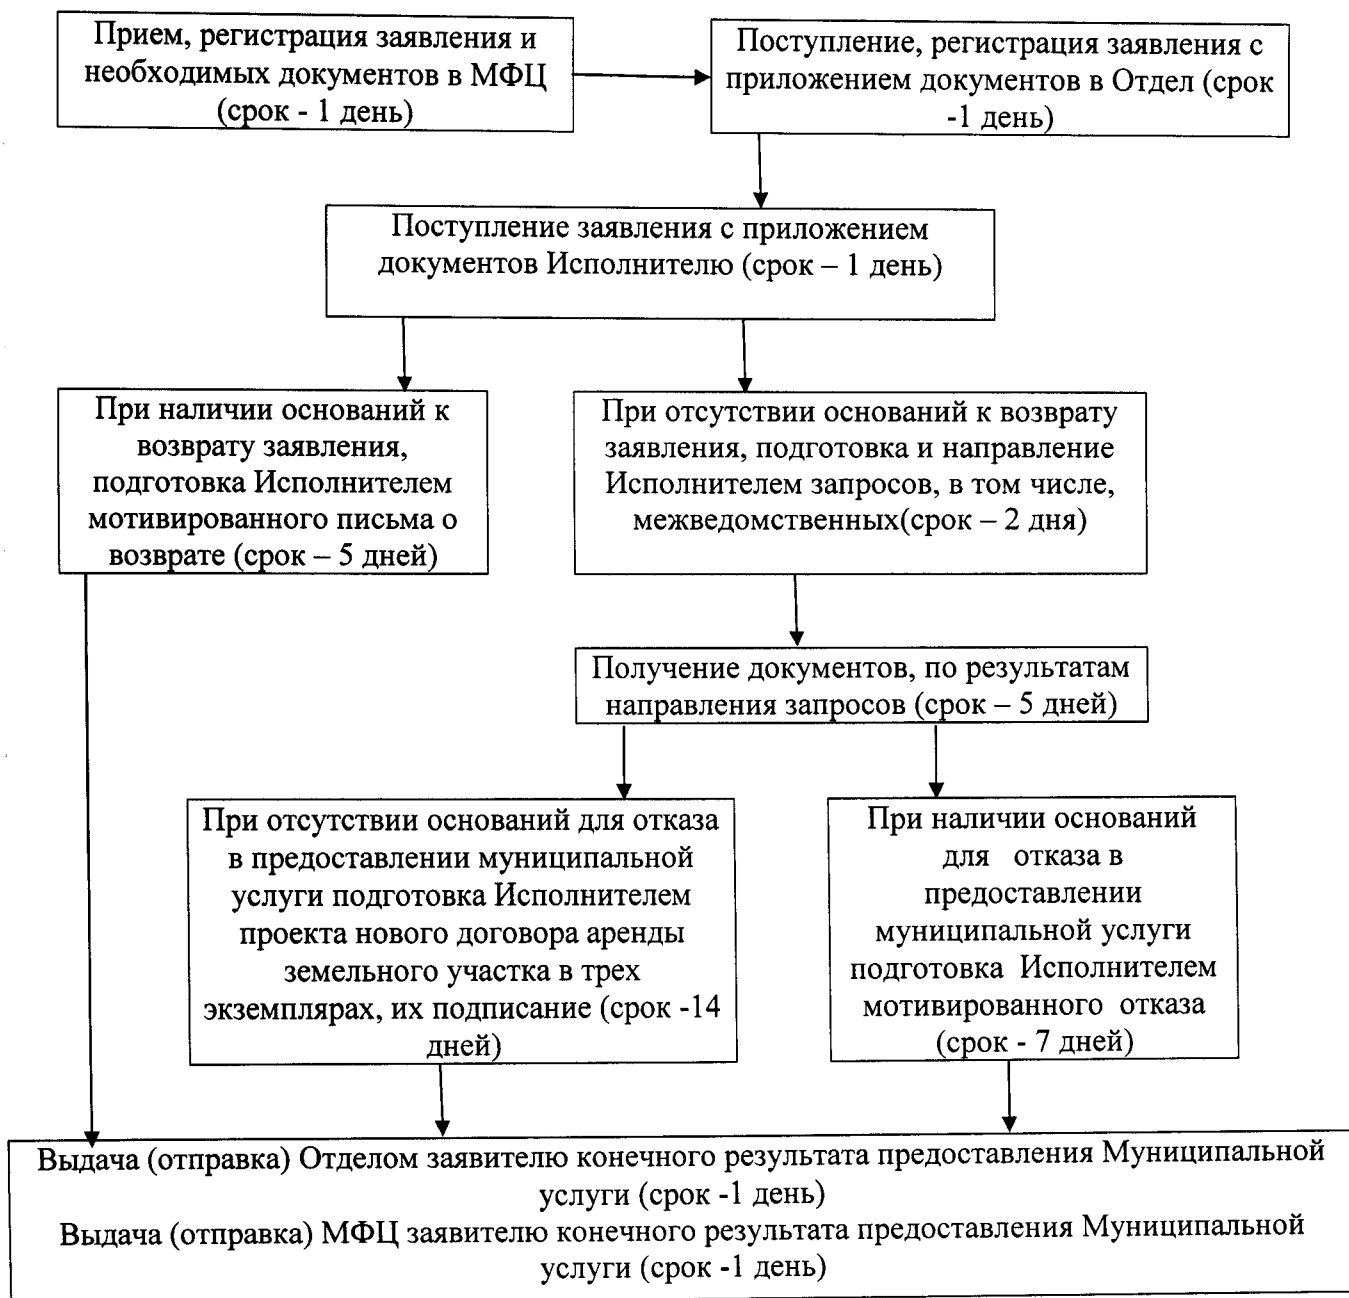 Прием, регистрация заявления и
необходимых документов в МФЦ
(срок - 1 день)
Поступление, регистрация заявления с
приложением документов в Отдел (срок
-1 день)
Поступление заявления с приложением
документов Исполнителю (срок – 1 день)
При наличии оснований к
возврату заявления,
подготовка Исполнителем
мотивированного письма о
возврате (срок – 5 дней)
При отсутствии оснований к возврату
заявления, подготовка и направление
Исполнителем запросов, в том числе,
межведомственных(срок – 2 дня)
Получение документов, по результатам
направления запросов (срок – 5 дней)
При отсутствии оснований для отказа
в предоставлении муниципальной
услуги подготовка Исполнителем
проекта нового договора аренды
земельного участка в трех
экземплярах, их подписание (срок -14
дней)
При наличии оснований
для отказа в
предоставлении
муниципальной услуги
подготовка Исполнителем
мотивированного отказа
(срок - 7 дней)
Выдача (отправка) Отделом заявителю конечного результата предоставления Муниципальной
услуги (срок -1 день)
Выдача (отправка) МФЦ заявителю конечного результата предоставления Муниципальной
услуги (срок -1 день)